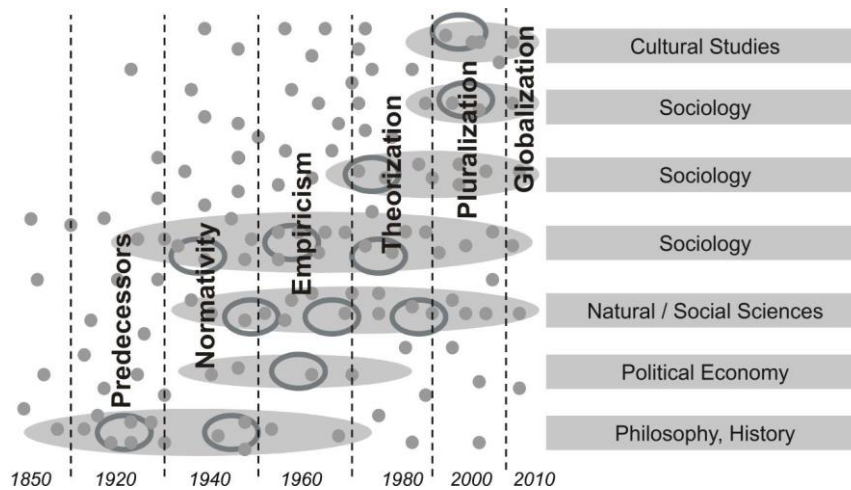 Cultural Studies
Sociology
Sociology
Sociology
Natural / Social Sciences
Political Economy
Philosophy, History
Predecessors
Normativity
Empiricism
Theorization
Pluralization
Globalization
1850
1920
1940
1960
1980
2000
2010